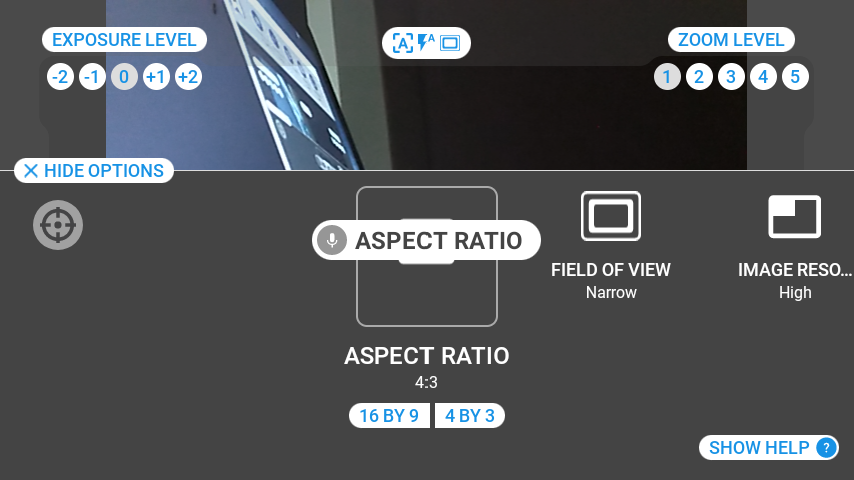 EXPOSURE LEVEL
ZOOM LEVEL
A
A
-2 -1 0 +1 +2
1 2 3 4 5
HIDE OPTIONS
ASPECT RATIO
FIELD OF VIEW
Narrow
IMAGE RESO...
High
ASPECT RATIO
4:3
16 BY 9
4 BY 3
SHOW HELP ?